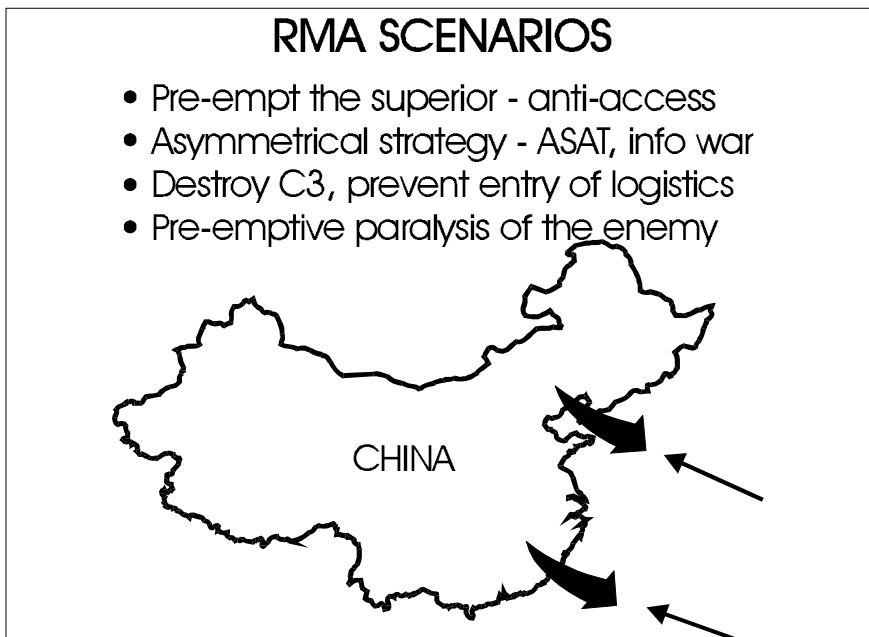 RMA SCENARIOS
• Pre-empt the superior - anti-access
• Asymmetrical strategy - ASAT, info war
• Destroy C3, prevent entry of logistics
• Pre-emptive paralysis of the enemy
CHINA